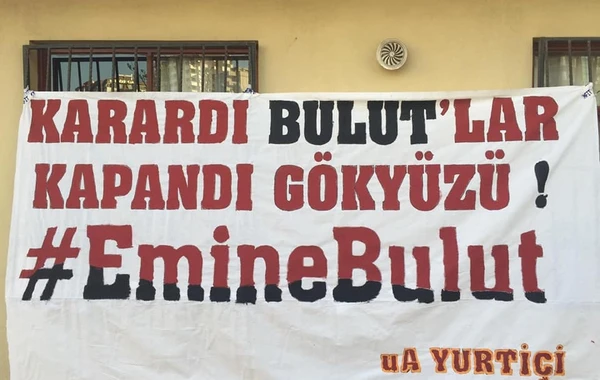 KARARDI BULUT'LAR
KAPANDI GÖKYÜZÜ !
#EmineBulut
uA YURTİÇİ